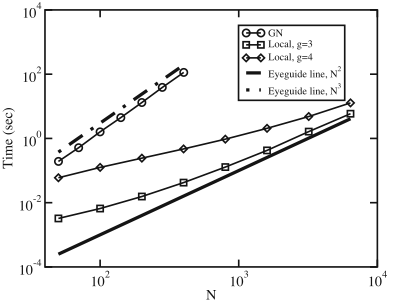 10^4
10^2
10^0
10^-2
10^-4
Time (sec)
GN
Local, g=3
Local, g=4
Eyeguide line, N^2
Eyeguide line, N^3
10^2
10^3
10^4
N